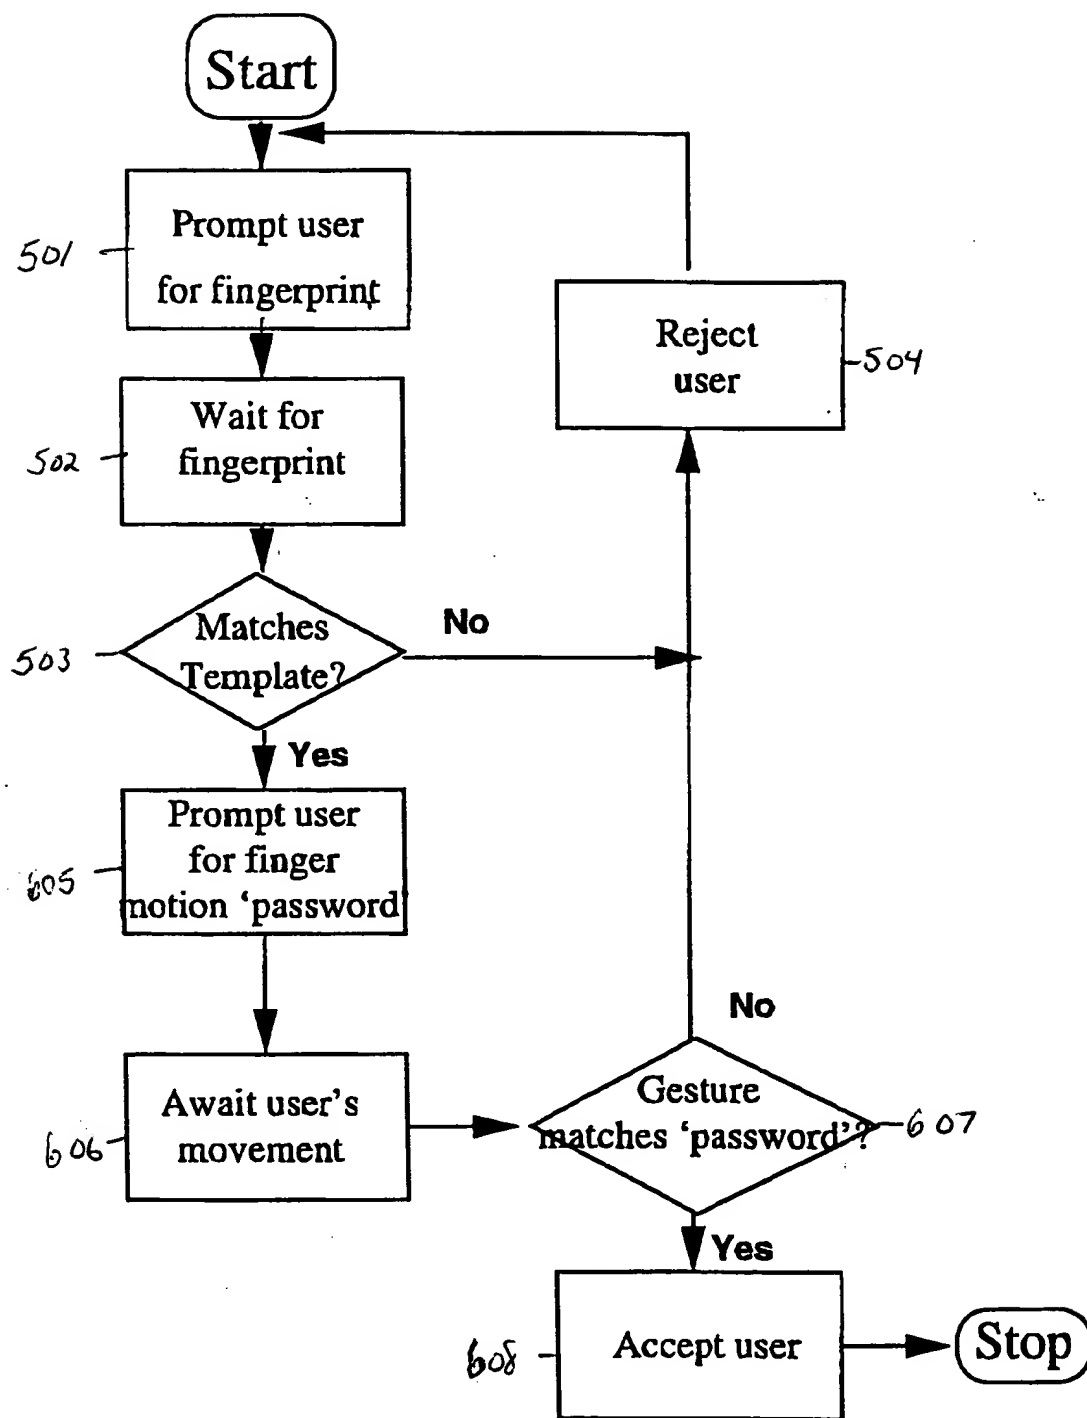 Start
Prompt user
for fingerprint
501
Reject
user
504
Wait for
fingerprint
502
Matches
Template?
503
No
Yes
Prompt user
for finger
motion ‘password’
605
Await user’s
movement
606
No
Gesture
matches ‘password’?
607
Yes
Accept user
608
Stop